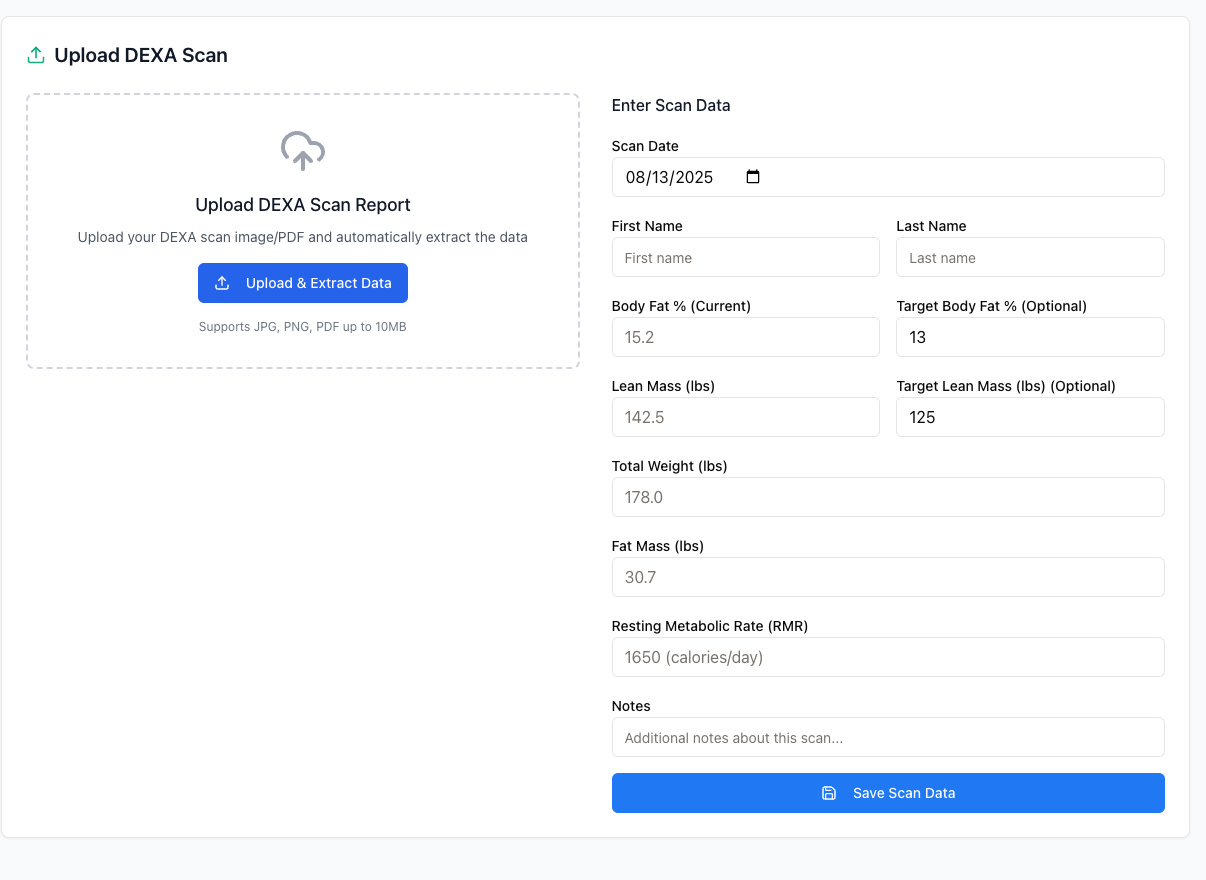 Upload DEXA Scan
Upload DEXA Scan Report
Upload your DEXA scan image/PDF and automatically extract the data
Upload & Extract Data
Supports JPG, PNG, PDF up to 10MB
Enter Scan Data
Scan Date
08/13/2025
First Name
Last Name
First name
Last name
Body Fat % (Current)
Target Body Fat % (Optional)
15.2
13
Lean Mass (lbs)
Target Lean Mass (lbs) (Optional)
142.5
125
Total Weight (lbs)
178.0
Fat Mass (lbs)
30.7
Resting Metabolic Rate (RMR)
1650 (calories/day)
Notes
Additional notes about this scan...
Save Scan Data